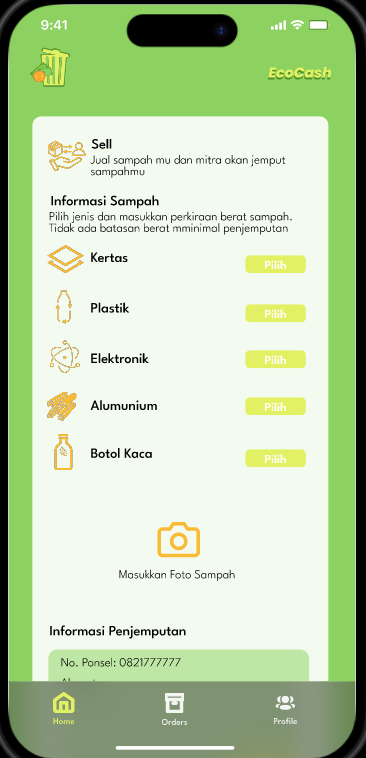 9:41
EcoCash
Sell
Jual sampah mu dan mitra akan jemput
sampahmu
Informasi Sampah
Pilih jenis dan masukkan perkiraan berat sampah.
Tidak ada batasan berat mminimal penjemputan
Kertas
Pilih
Plastik
Pilih
Elektronik
Pilih
Alumunium
Pilih
Botol Kaca
Pilih
Masukkan Foto Sampah
Informasi Penjemputan
No. Ponsel: 0821777777
Home
Orders
Profile